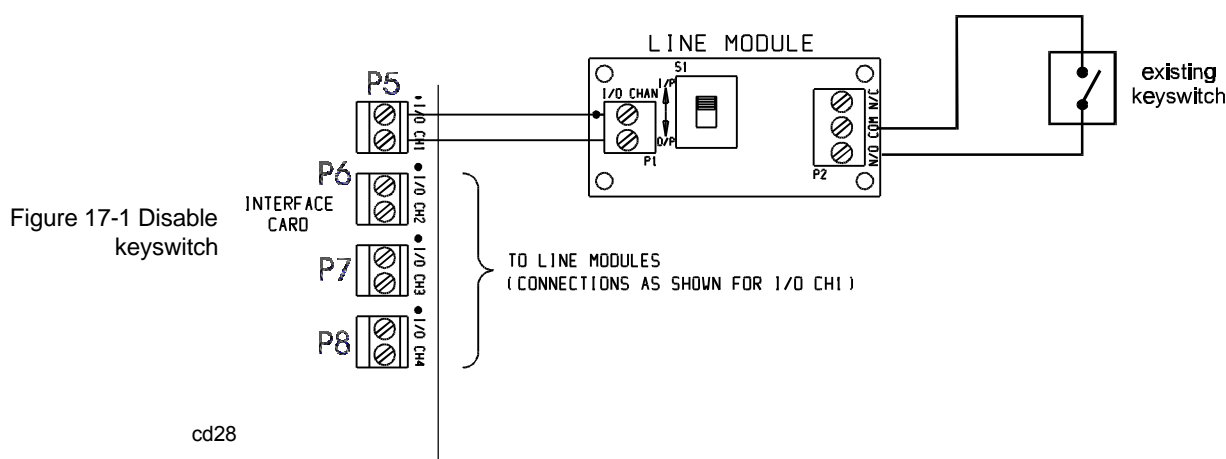 LINE MODULE
P5
I/O CH1
I/O CHAN
S1
I/P
O/P
P1
N/C
COM
N/O
P2
existing
keyswitch
P6
I/O CH2
INTERFACE
CARD
Figure 17-1 Disable
keyswitch
P7
I/O CH3
TO LINE MODULES
(CONNECTIONS AS SHOWN FOR I/O CH1)
P8
I/O CH4
cd28